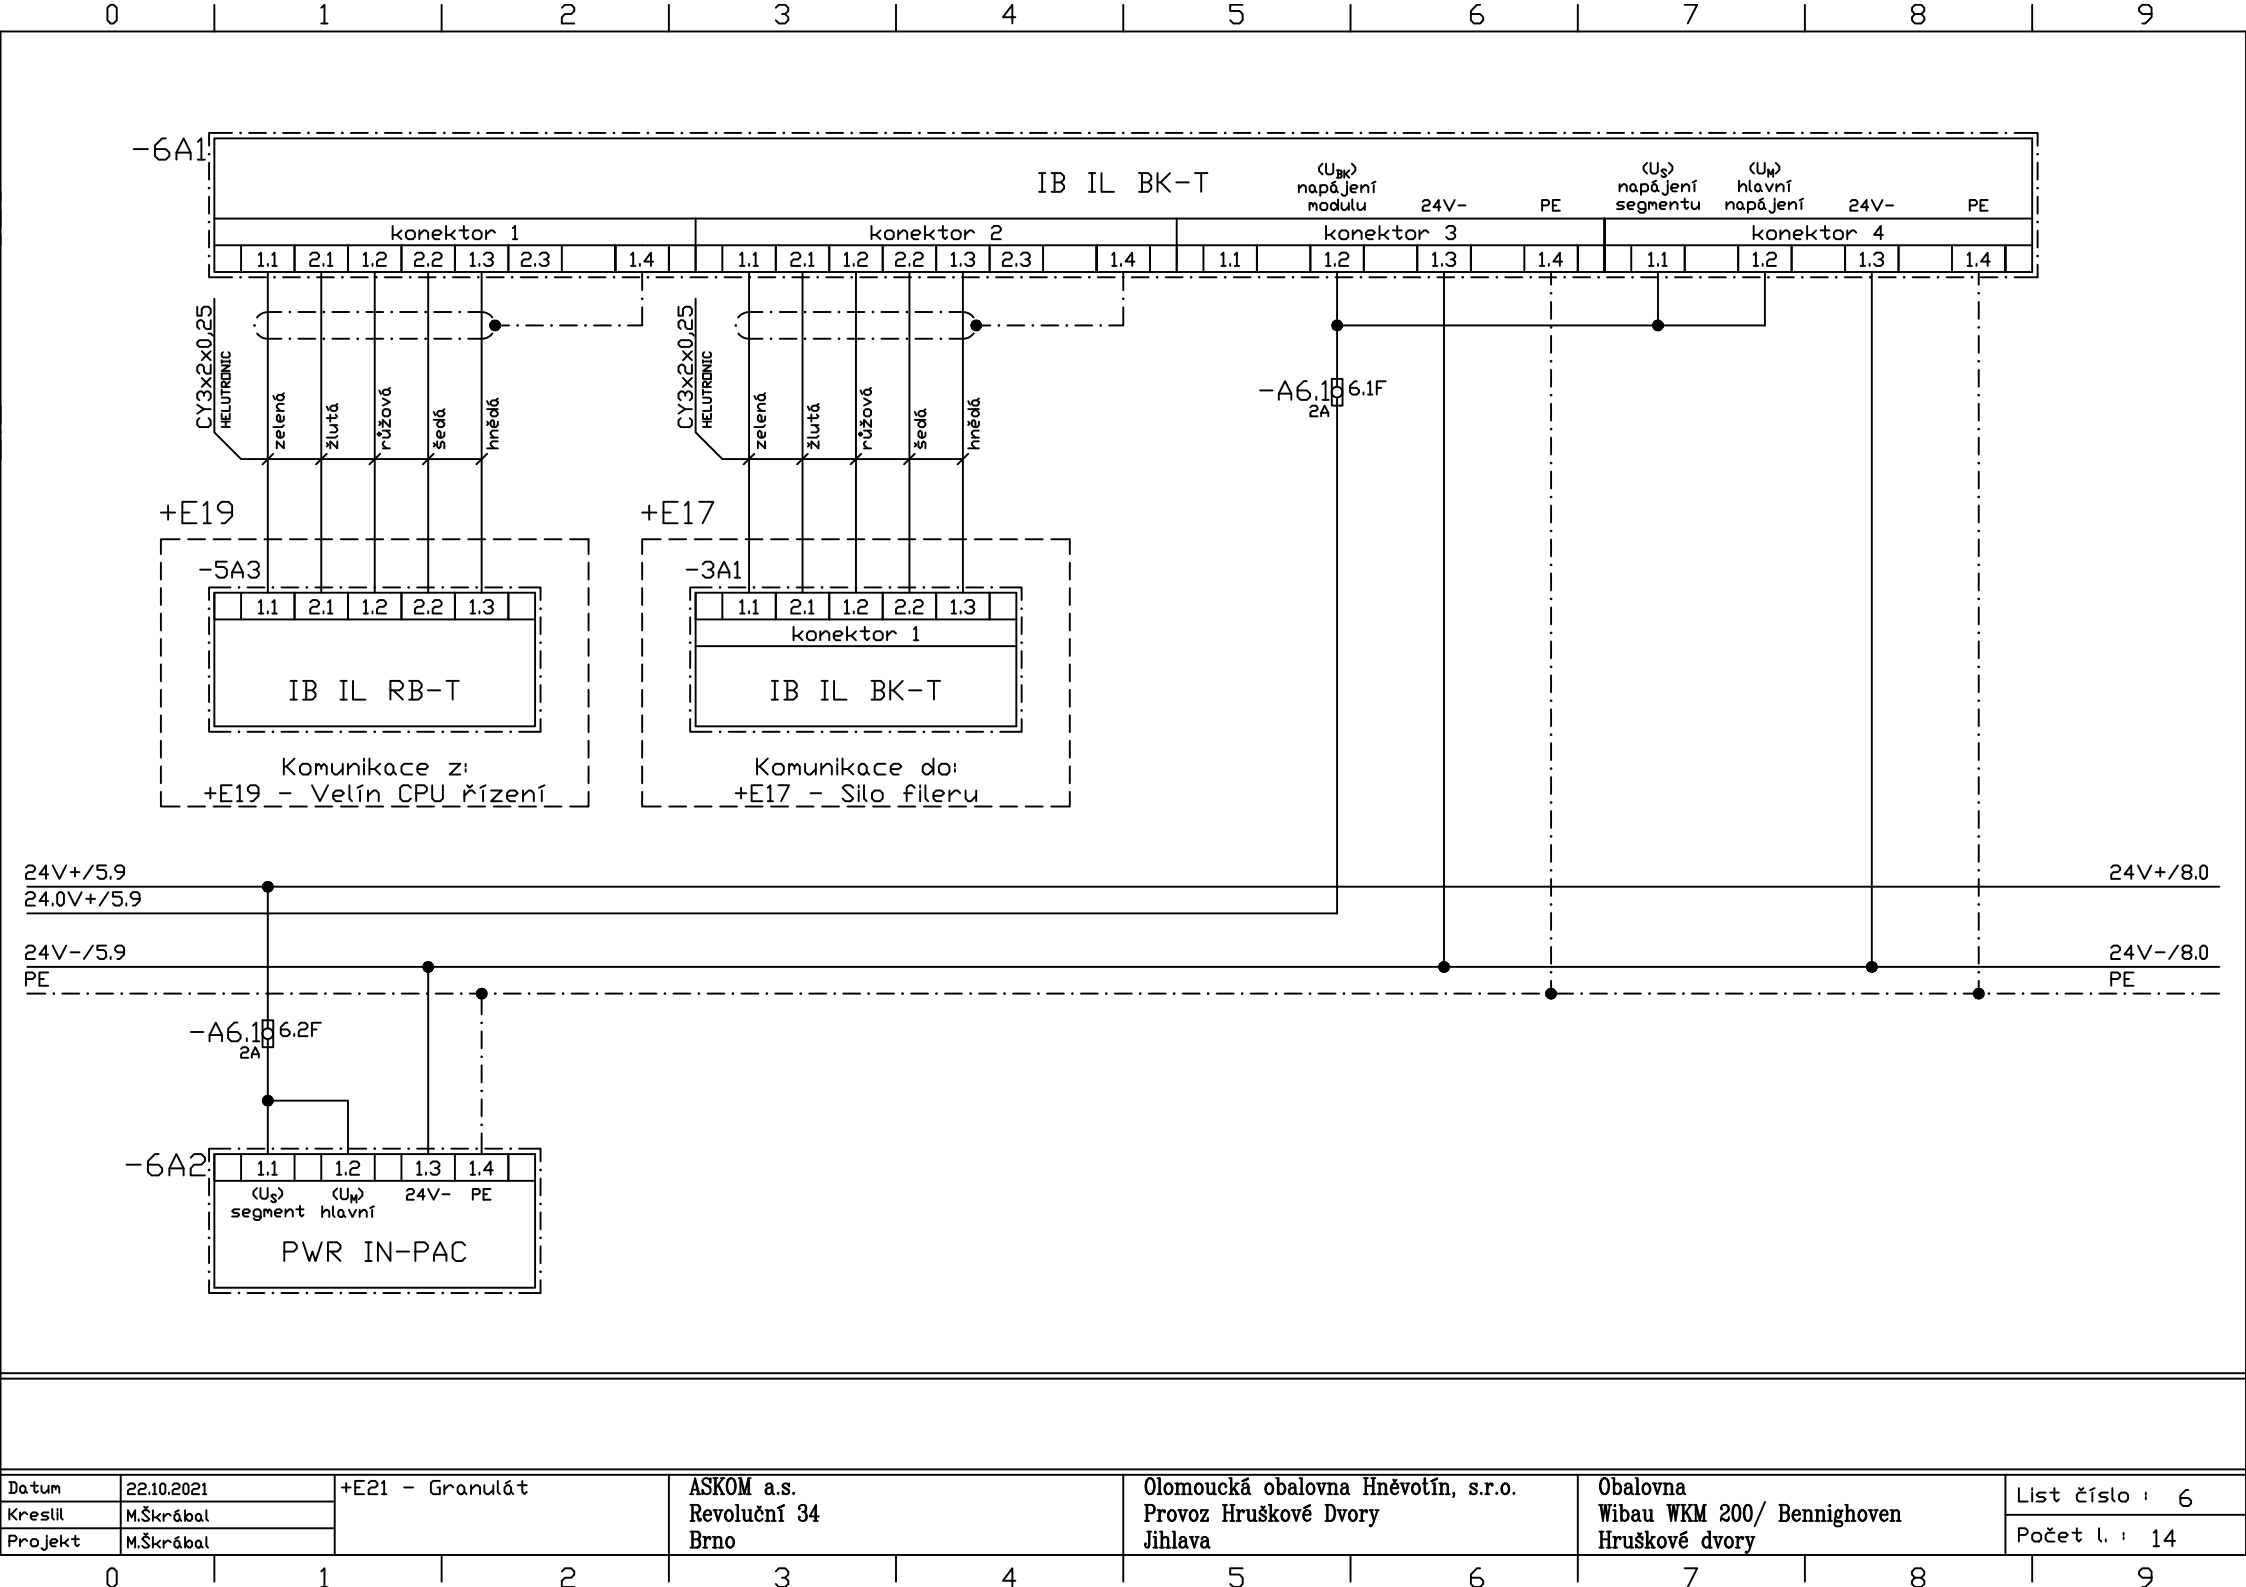 0 1 2 3 4 5 6 7 8 9
-6A1
IB IL BK-T
(UBK)
napájení
modulu
24V-
PE
(US)
napájení
segmentu
(UM)
hlavní
napájení
24V-
PE
konektor 1
konektor 2
konektor 3
konektor 4
1.1 2.1 1.2 2.2 1.3 2.3 1.4
1.1 2.1 1.2 2.2 1.3 2.3 1.4
1.1 1.2 1.3 1.4
1.1 1.2 1.3 1.4
CY3x2x0,25
HELUTRONIC
zelená
žlutá
růžová
šedá
hnědá
CY3x2x0,25
HELUTRONIC
zelená
žlutá
růžová
šedá
hnědá
-A6.1 6.1F
2A
+E19
-5A3
1.1 2.1 1.2 2.2 1.3
IB IL RB-T
Komunikace z:
+E19 - Velín CPU řízení
+E17
-3A1
1.1 2.1 1.2 2.2 1.3
konektor 1
IB IL BK-T
Komunikace do:
+E17 - Silo fileru
24V+/5.9 24V+/8.0
24.0V+/5.9
24V-/5.9 24V-/8.0
PE PE
-A6.1 6.2F
2A
-6A2
1.1 1.2 1.3 1.4
(US) (UM) 24V- PE
segment hlavní
PWR IN-PAC
Datum 22.10.2021
Kreslil M.Škrábal
Projekt M.Škrábal
+E21 - Granulát
ASKOM a.s.
Revoluční 34
Brno
Olomoucká obalovna Hněvotín, s.r.o.
Provoz Hruškové Dvory
Jihlava
Obalovna
Wibau WKM 200/ Bennighoven
Hruškové dvory
List číslo : 6
Počet l. : 14
0 1 2 3 4 5 6 7 8 9